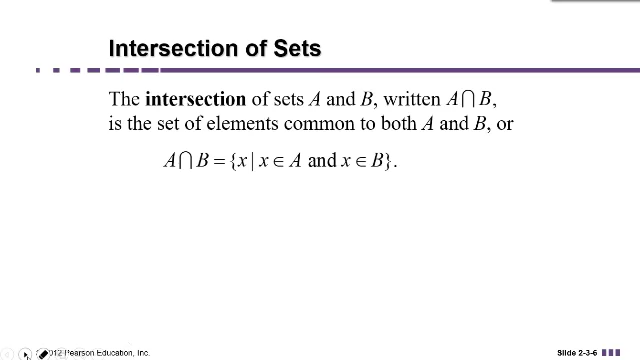 Intersection of Sets
The intersection of sets A and B, written A ⋂ B,
is the set of elements common to both A and B, or
A ⋂ B = {x | x ∈ A and x ∈ B}.
2012 Pearson Education, Inc.
Slide 2-3-6